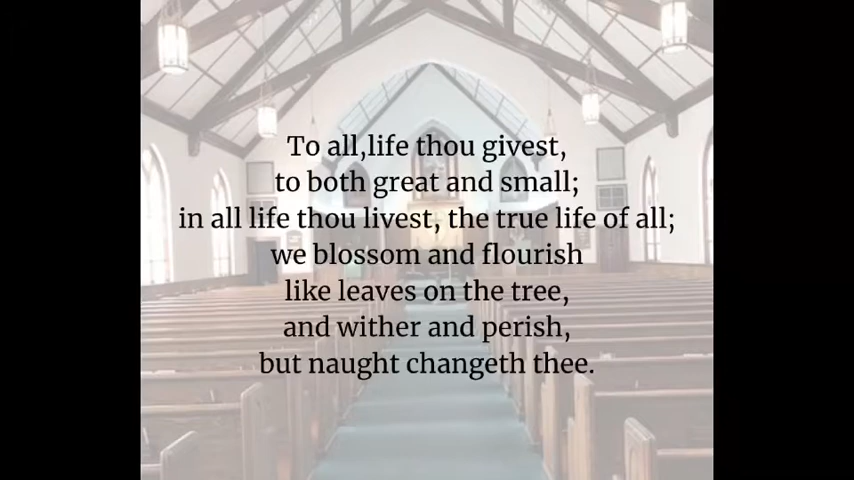 To all,life thou givest,
to both great and small;
in all life thou livest, the true life of all;
we blossom and flourish
like leaves on the tree,
and wither and perish,
but naught changeth thee.